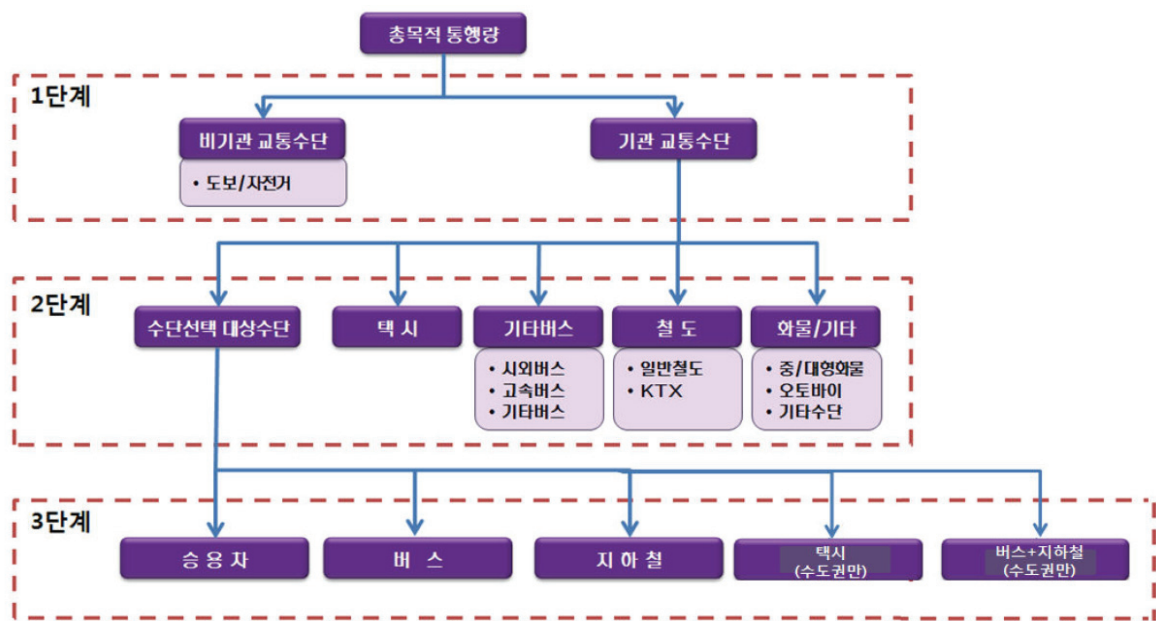 총목적 통행량
1단계
비기관 교통수단
기관 교통수단
• 도보/자전거
2단계
수단선택 대상수단
택 시
기타버스
철 도
화물/기타
• 시외버스
• 고속버스
• 기타버스
• 일반철도
• KTX
• 중/대형화물
• 오토바이
• 기타수단
3단계
승 용 차
버 스
지 하 철
택시
(수도권만)
버스+지하철
(수도권만)